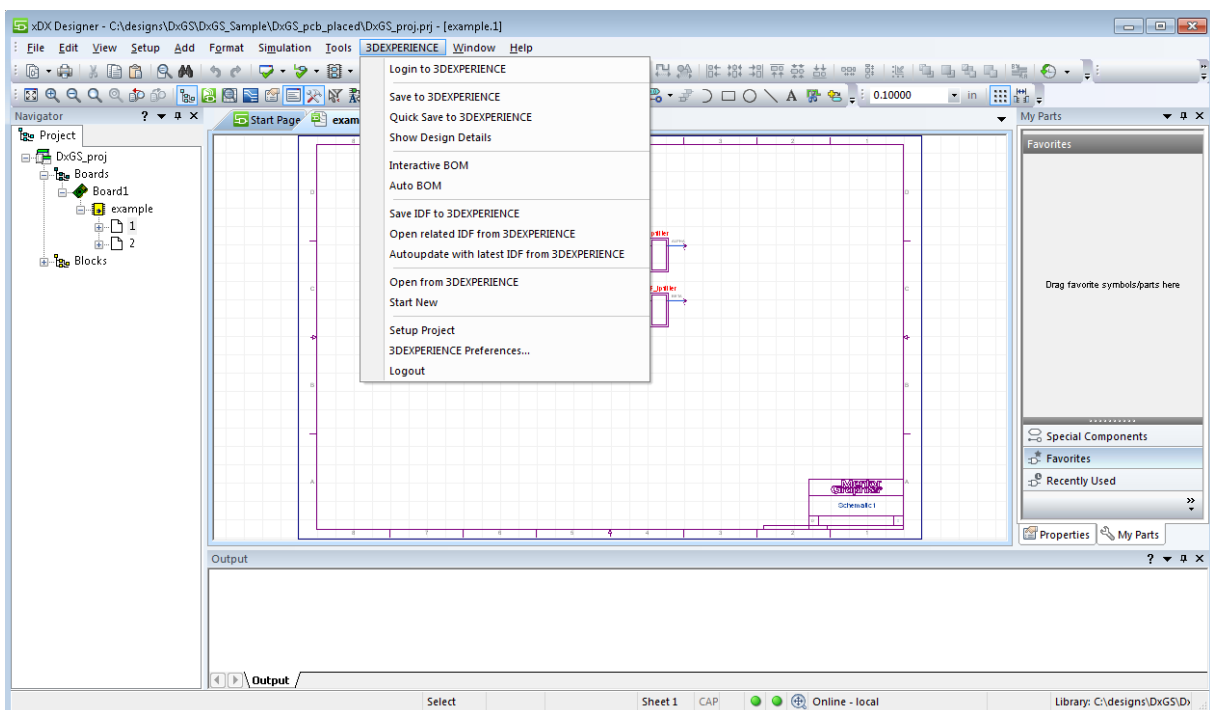 xDX Designer - C:\designs\DxGS\DxGS_Sample\DxGS_pcb_placed\DxGS_proj.prj - [example.1]
File Edit View Setup Add Format Simulation Tools 3DEXPERIENCE Window Help
Login to 3DEXPERIENCE
Save to 3DEXPERIENCE
Quick Save to 3DEXPERIENCE
Show Design Details
Interactive BOM
Auto BOM
Save IDF to 3DEXPERIENCE
Open related IDF from 3DEXPERIENCE
Autoupdate with latest IDF from 3DEXPERIENCE
Open from 3DEXPERIENCE
Start New
Setup Project
3DEXPERIENCE Preferences...
Logout
0.10000 in
Navigator ?
Project
DxGS_proj
Boards
Board1
example
1
2
Blocks
Start Page exam
Mentor
Graphics
Schematic1
My Parts
Favorites
Drag favorite symbols/parts here
Special Components
Favorites
Recently Used
Properties My Parts
Output ?
Output
Select Sheet 1 CAP Online - local Library: C:\designs\DxGS\D